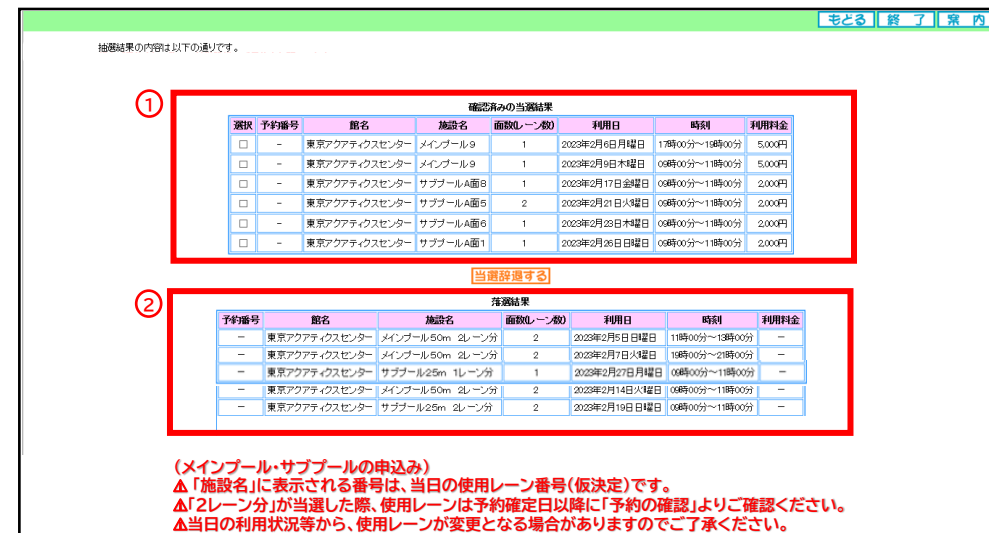 もどる 終 了 案 内
抽選結果の内容は以下の通りです。
①
確認済みの当選結果
選択 予約番号 館名 施設名 面数(レーン数) 利用日 時刻 利用料金
□ － 東京アクアティクスセンター メインプール9 1 2023年2月6日月曜日 17時00分～19時00分 5,000円
□ － 東京アクアティクスセンター メインプール9 1 2023年2月9日木曜日 09時00分～11時00分 5,000円
□ － 東京アクアティクスセンター サブプールA面8 1 2023年2月17日金曜日 09時00分～11時00分 2,000円
□ － 東京アクアティクスセンター サブプールA面5 2 2023年2月21日火曜日 09時00分～11時00分 2,000円
□ － 東京アクアティクスセンター サブプールA面6 1 2023年2月23日木曜日 09時00分～11時00分 2,000円
□ － 東京アクアティクスセンター サブプールA面1 1 2023年2月26日日曜日 09時00分～11時00分 2,000円
当選辞退する
②
落選結果
予約番号 館名 施設名 面数(レーン数) 利用日 時刻 利用料金
－ 東京アクアティクスセンター メインプール50m 2レーン分 2 2023年2月5日日曜日 11時00分～13時00分 －
－ 東京アクアティクスセンター メインプール50m 2レーン分 2 2023年2月7日火曜日 19時00分～21時00分 －
－ 東京アクアティクスセンター サブプール25m 1レーン分 1 2023年2月27日月曜日 09時00分～11時00分 －
－ 東京アクアティクスセンター メインプール50m 2レーン分 2 2023年2月14日火曜日 09時00分～11時00分 －
－ 東京アクアティクスセンター サブプール25m 2レーン分 2 2023年2月19日日曜日 09時00分～11時00分 －
(メインプール・サブプールの申込み)
⚠「施設名」に表示される番号は、当日の使用レーン番号(仮決定)です。
⚠「2レーン分」が当選した際、使用レーンは予約確定日以降に「予約の確認」よりご確認ください。
⚠当日の利用状況等から、使用レーンが変更となる場合がありますのでご了承ください。